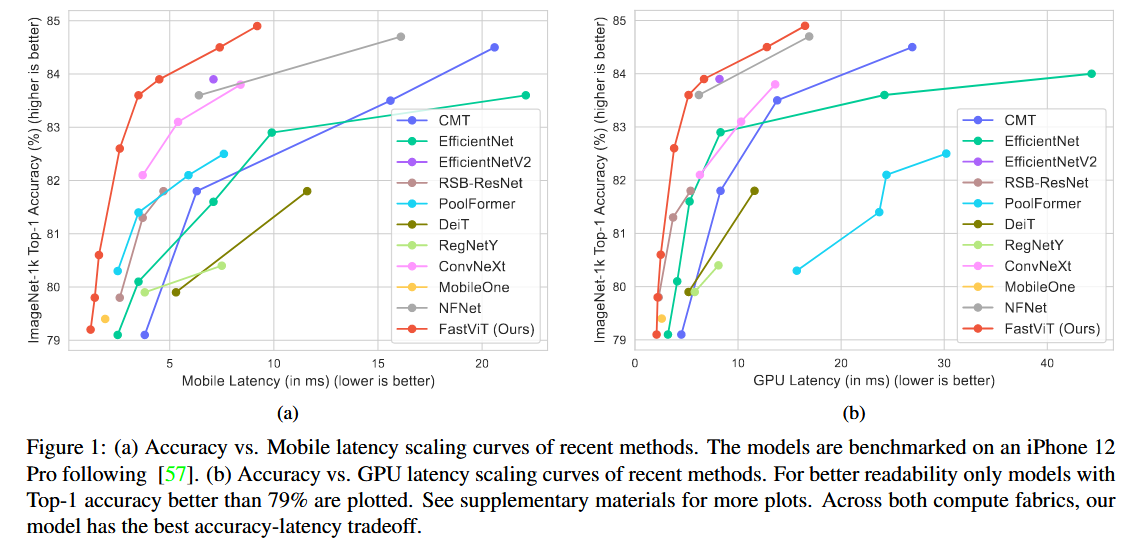 ImageNet-1k Top-1 Accuracy (%) (higher is better)
85
84
83
82
81
80
79
5
10
15
20
Mobile Latency (in ms) (lower is better)
CMT
EfficientNet
EfficientNetV2
RSB-ResNet
PoolFormer
DeiT
RegNetY
ConvNeXt
MobileOne
NFNet
FastViT (Ours)
(a)
ImageNet-1k Top-1 Accuracy (%) (higher is better)
85
84
83
82
81
80
79
0
10
20
30
40
GPU Latency (in ms) (lower is better)
CMT
EfficientNet
EfficientNetV2
RSB-ResNet
PoolFormer
DeiT
RegNetY
ConvNeXt
MobileOne
NFNet
FastViT (Ours)
(b)
Figure 1: (a) Accuracy vs. Mobile latency scaling curves of recent methods. The models are benchmarked on an iPhone 12
Pro following [57]. (b) Accuracy vs. GPU latency scaling curves of recent methods. For better readability only models with
Top-1 accuracy better than 79% are plotted. See supplementary materials for more plots. Across both compute fabrics, our
model has the best accuracy-latency tradeoff.